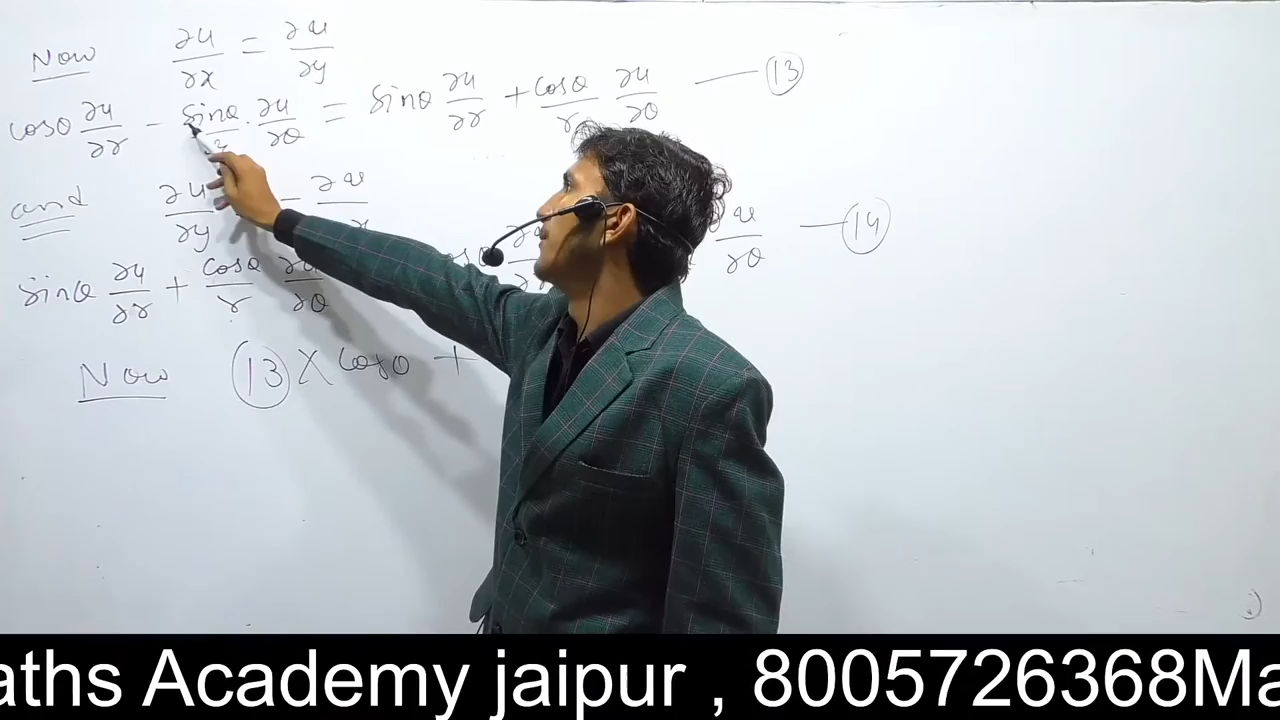 Now ∂u/∂x = ∂v/∂y
cosθ ∂u/∂r − sinθ/r · ∂u/∂θ = sinθ ∂v/∂r + cosθ/r ∂v/∂θ —— (13)
and ∂u/∂y − ∂v/∂x
sinθ ∂u/∂r + cosθ/r ∂u/∂θ ∂v/∂θ —— (14)
Now (13) X cosθ +
aths Academy jaipur , 8005726368Ma